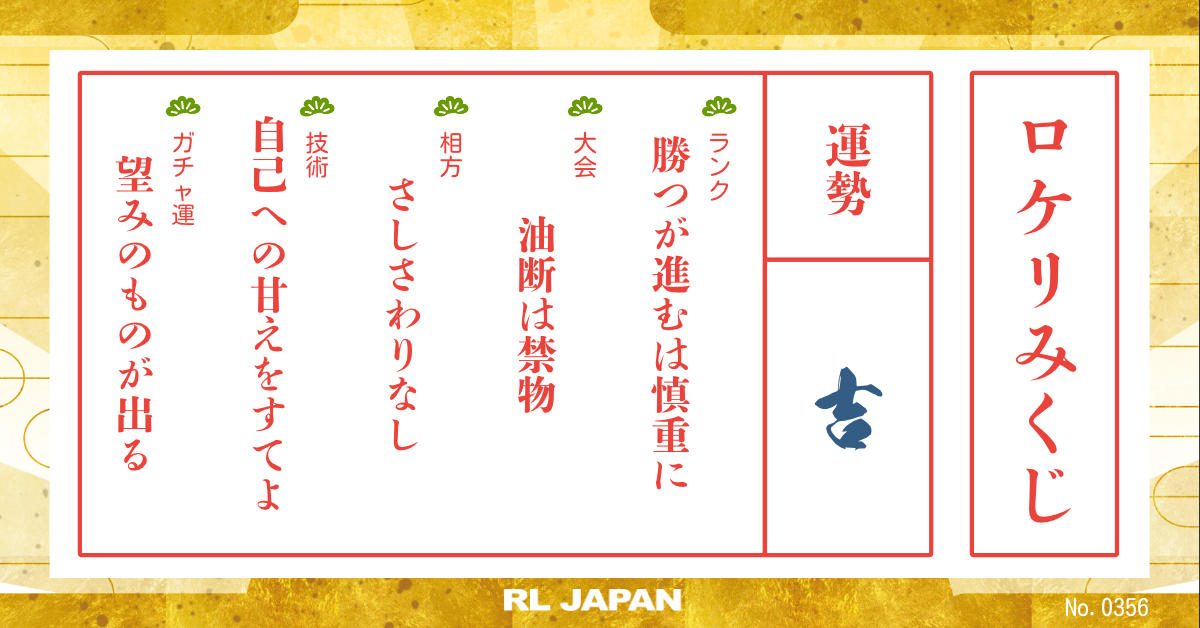 ロケリみくじ
運勢
吉
ランク
勝つが進むは慎重に
大会
油断は禁物
相方
さしさわりなし
技術
自己への甘えをすてよ
ガチャ運
望みのものが出る
RL JAPAN
No. 0356